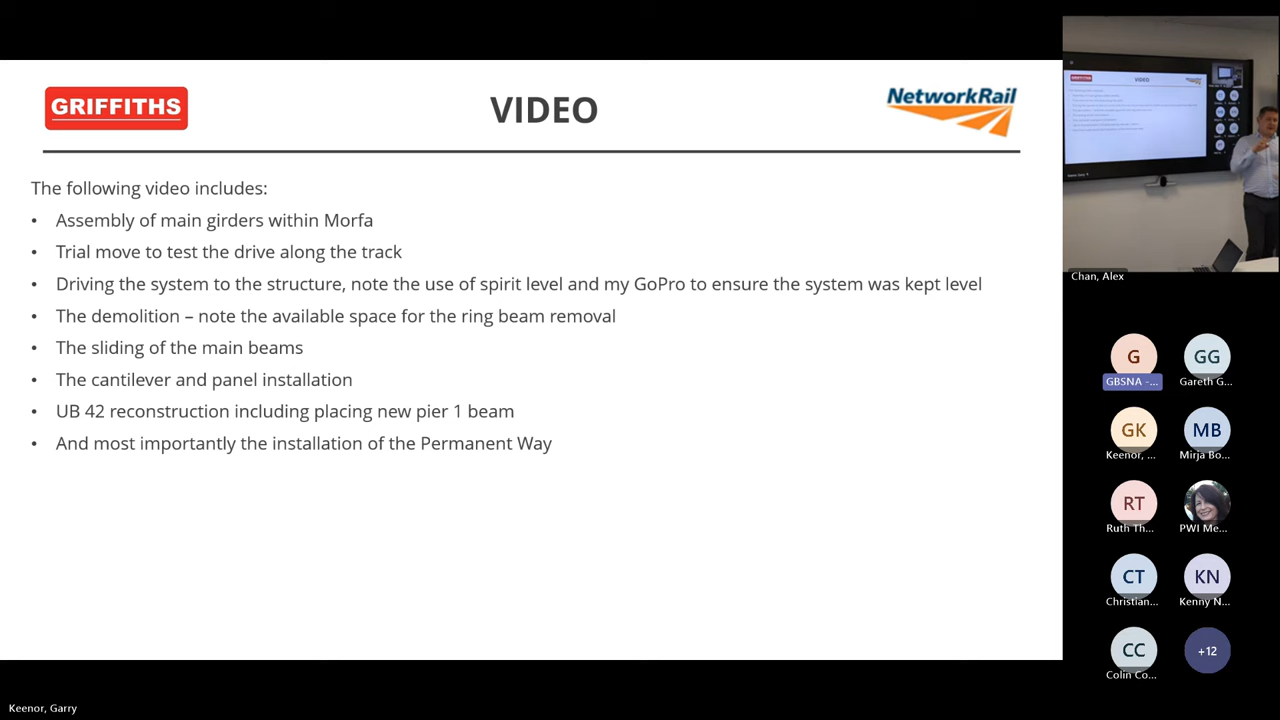 GRIFFITHS
VIDEO
NetworkRail
The following video includes:
• Assembly of main girders within Morfa
• Trial move to test the drive along the track
• Driving the system to the structure, note the use of spirit level and my GoPro to ensure the system was kept level
• The demolition – note the available space for the ring beam removal
• The sliding of the main beams
• The cantilever and panel installation
• UB 42 reconstruction including placing new pier 1 beam
• And most importantly the installation of the Permanent Way
VIDEO
Chan, Alex
G
GBSNA -...
GG
Gareth G...
GK
Keenor, ...
MB
Mirja Bo...
RT
Ruth Th...
PWI Me...
CT
Christian...
KN
Kenny N...
CC
Colin Co...
+12
Keenor, Garry